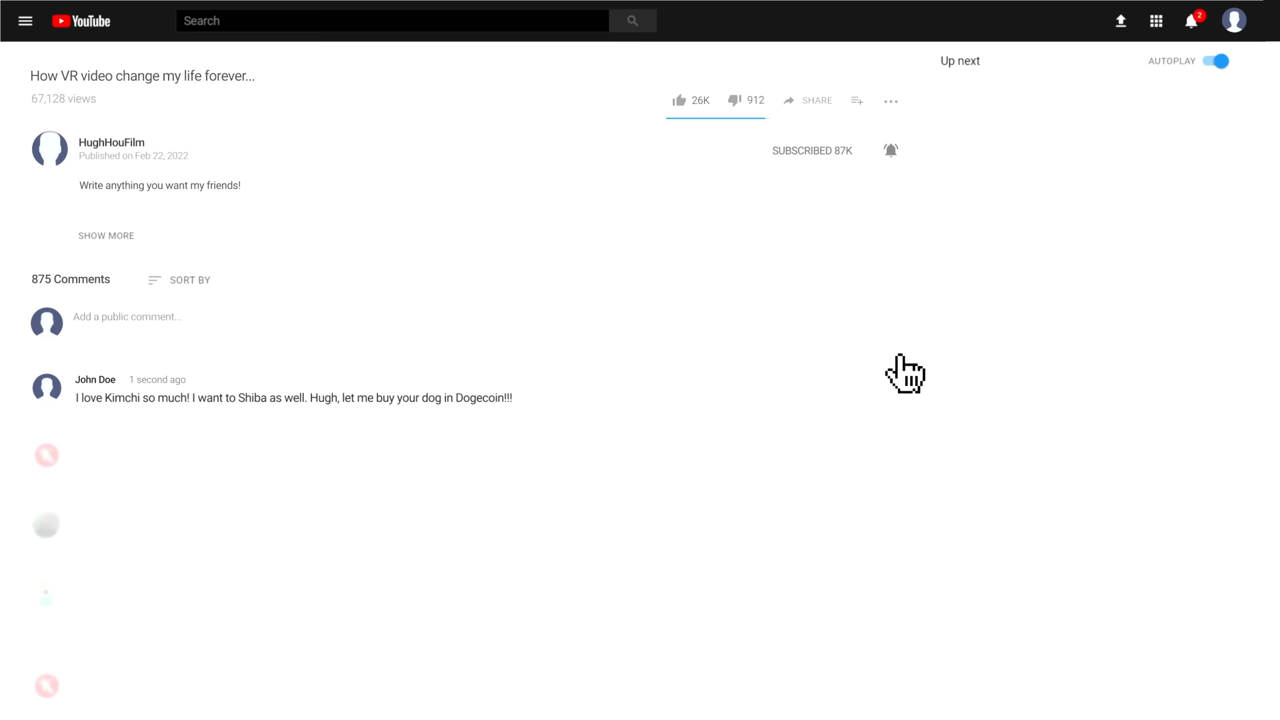 YouTube
Search
2
How VR video change my life forever...
67,128 views
Up next
AUTOPLAY
26K
912
SHARE
HughHouFilm
Published on Feb 22, 2022
SUBSCRIBED 87K
Write anything you want my friends!
SHOW MORE
875 Comments
SORT BY
Add a public comment...
John Doe 1 second ago
I love Kimchi so much! I want to Shiba as well. Hugh, let me buy your dog in Dogecoin!!!